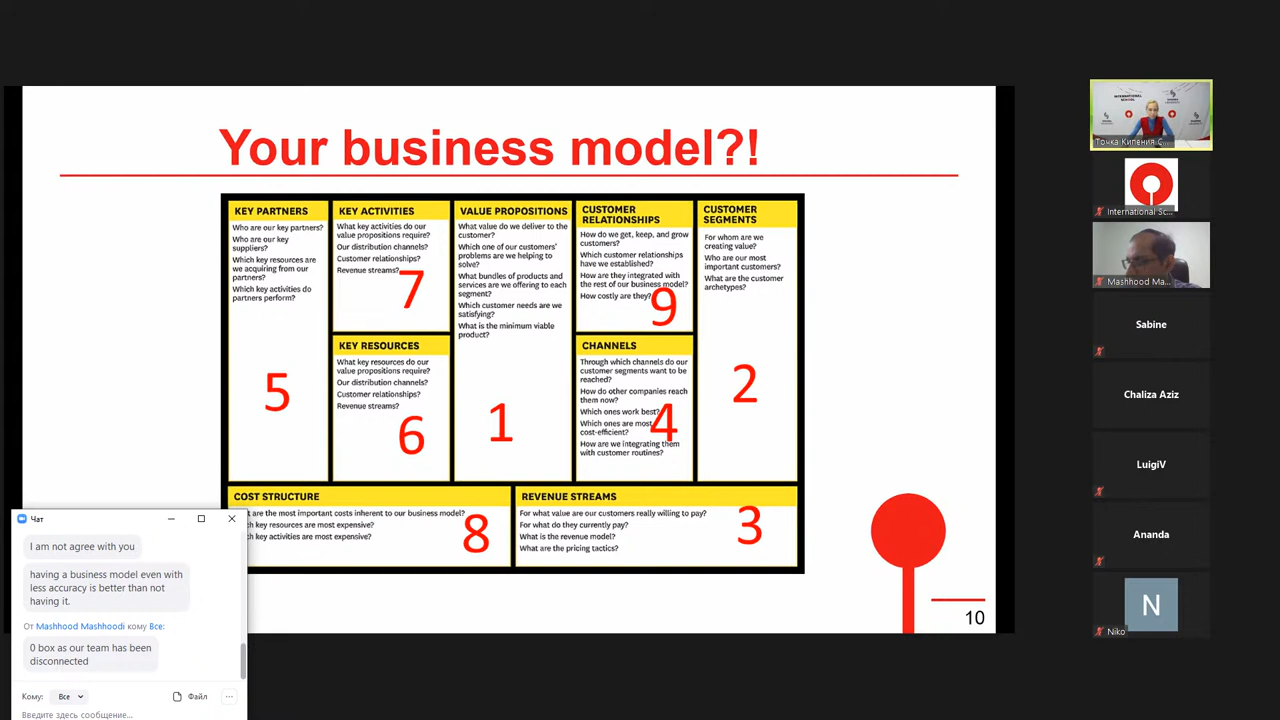 Your business model?!
KEY PARTNERS
Who are our key partners?
Who are our key
suppliers?
Which key resources are
we acquiring from our
partners?
Which key activities do
partners perform?
5
KEY ACTIVITIES
What key activities do our
value propositions require?
Our distribution channels?
Customer relationships?
Revenue streams?
7
KEY RESOURCES
What key resources do our
value propositions require?
Our distribution channels?
Customer relationships?
Revenue streams?
6
VALUE PROPOSITIONS
What value do we deliver to the
customer?
Which one of our customers'
problems are we helping to
solve?
What bundles of products and
services are we offering to each
segment?
Which customer needs are we
satisfying?
What is the minimum viable
product?
1
CUSTOMER
RELATIONSHIPS
How do we get, keep, and grow
customers?
Which customer relationships
have we established?
How are they integrated with
the rest of our business model?
How costly are they?
9
CHANNELS
Through which channels do our
customer segments want to be
reached?
How do other companies reach
them now?
Which ones work best?
Which ones are most
cost-efficient?
How are we integrating them
with customer routines?
4
CUSTOMER
SEGMENTS
For whom are we
creating value?
Who are our most
important customers?
What are the customer
archetypes?
2
COST STRUCTURE
are the most important costs inherent to our business model?
key resources are most expensive?
key activities are most expensive?
8
REVENUE STREAMS
For what value are our customers really willing to pay?
For what do they currently pay?
What is the revenue model?
What are the pricing tactics?
3
10
Чат
I am not agree with you
having a business model even with
less accuracy is better than not
having it.
От Mashhood Mashhoodi кому Все:
0 box as our team has been
disconnected
Кому: Все
Файл
...
Введите здесь сообщение...
INTERNATIONAL
SCHOOL
Точка Кипения С...
International Sc...
Mashhood Ma...
Sabine
Chaliza Aziz
LuigiV
Ananda
N
Niko